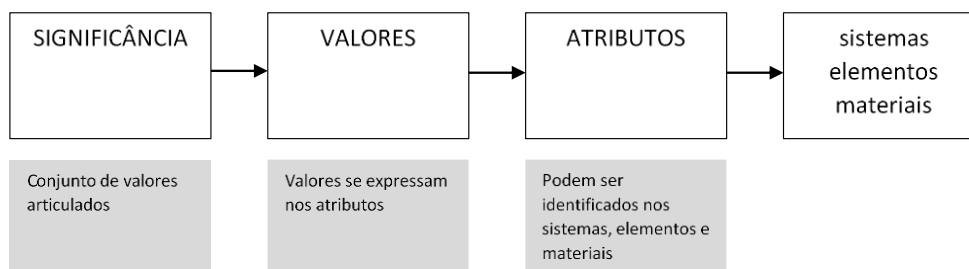 SIGNIFICÂNCIA
VALORES
ATRIBUTOS
sistemas
elementos
materiais
Conjunto de valores
articulados
Valores se expressam
nos atributos
Podem ser
identificados nos
sistemas, elementos e
materiais